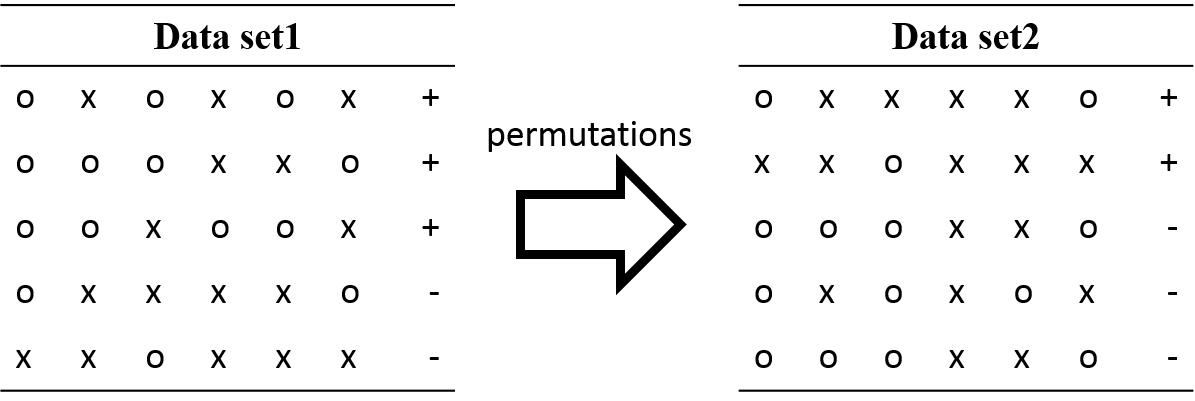 Data set1
o x o x o x +
o o o x x o +
o o x o o x +
o x x x x o -
x x o x x x -
permutations
Data set2
o x x x x o +
x x o x x x +
o o o x x o -
o x o x o x -
o o o x x o -